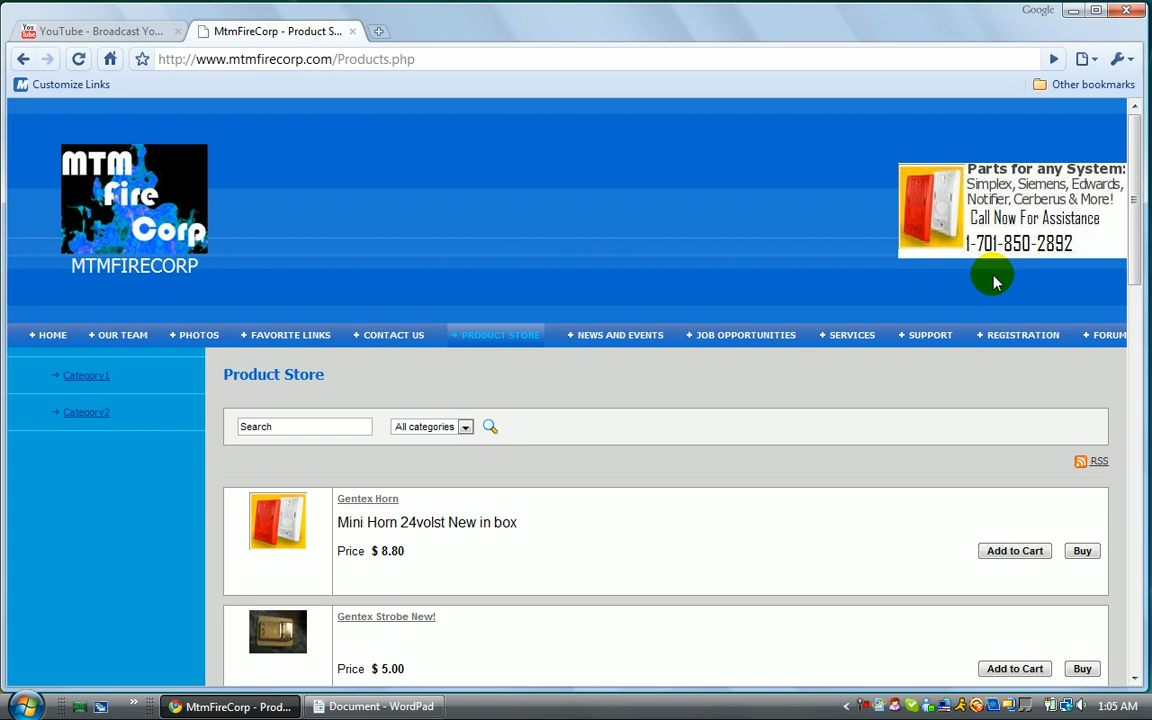 Google
YouTube - Broadcast Yo...
MtmFireCorp - Product S...
http://www.mtmfirecorp.com/Products.php
Customize Links
Other bookmarks
MTM
Fire
Corp
MTMFIRECORP
Parts for any System:
Simplex, Siemens, Edwards,
Notifier, Cerberus & More!
Call Now For Assistance
1-701-850-2892
+ HOME + OUR TEAM + PHOTOS + FAVORITE LINKS + CONTACT US + PRODUCT STORE + NEWS AND EVENTS + JOB OPPORTUNITIES + SERVICES + SUPPORT + REGISTRATION + FORUM
Category1
Category2
Product Store
Search All categories
RSS
Gentex Horn
Mini Horn 24volst New in box
Price $ 8.80
Add to Cart Buy
Gentex Strobe New!
Price $ 5.00
Add to Cart Buy
MtmFireCorp - Prod...
Document - WordPad
1:05 AM